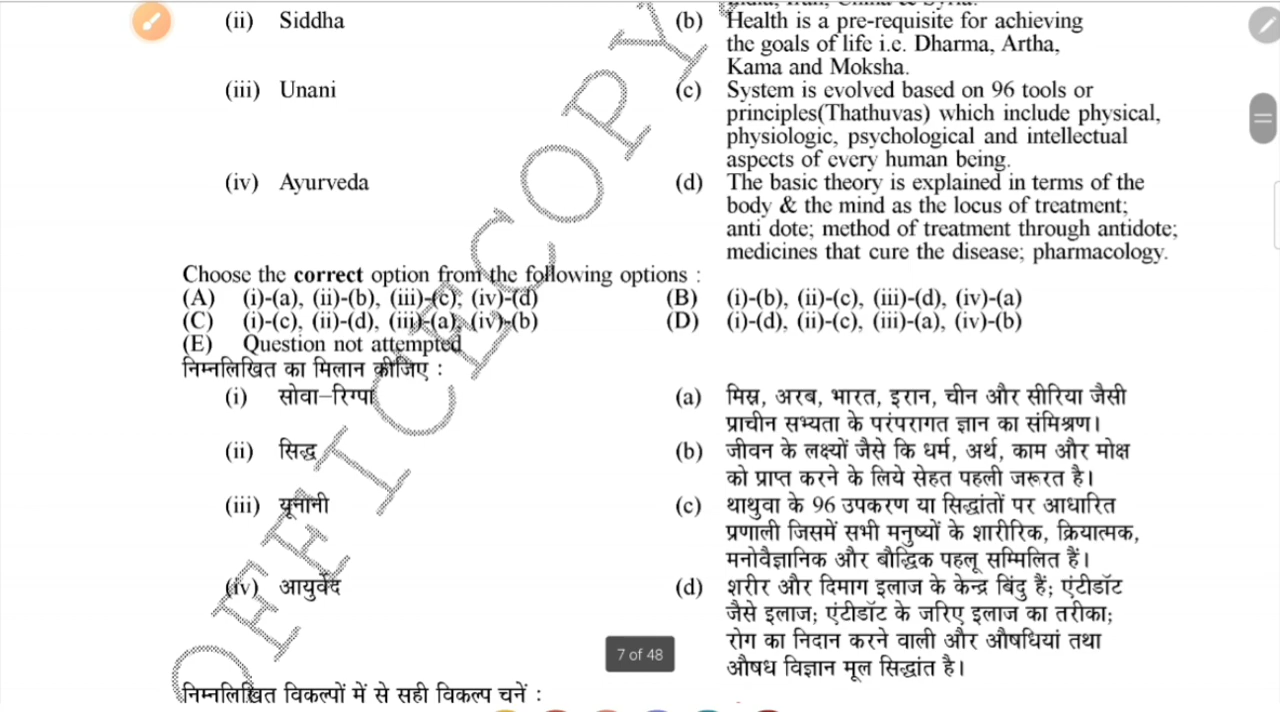 (ii) Siddha (b) Health is a pre-requisite for achieving
the goals of life i.e. Dharma, Artha,
Kama and Moksha.
(iii) Unani (c) System is evolved based on 96 tools or
principles(Thathuvas) which include physical,
physiologic, psychological and intellectual
aspects of every human being.
(iv) Ayurveda (d) The basic theory is explained in terms of the
body & the mind as the locus of treatment;
anti dote; method of treatment through antidote;
medicines that cure the disease; pharmacology.
Choose the correct option from the following options :
(A) (i)-(a), (ii)-(b), (iii)-(c), (iv)-(d) (B) (i)-(b), (ii)-(c), (iii)-(d), (iv)-(a)
(C) (i)-(c), (ii)-(d), (iii)-(a), (iv)-(b) (D) (i)-(d), (ii)-(c), (iii)-(a), (iv)-(b)
(E) Question not attempted
निम्नलिखित का मिलान कीजिए :
(i) सोवा–रिग्पा (a) मिस्र, अरब, भारत, इरान, चीन और सीरिया जैसी
प्राचीन सभ्यता के परंपरागत ज्ञान का संमिश्रण।
(ii) सिद्ध (b) जीवन के लक्ष्यों जैसे कि धर्म, अर्थ, काम और मोक्ष
को प्राप्त करने के लिये सेहत पहली जरूरत है।
(iii) यूनानी (c) थाथुवा के 96 उपकरण या सिद्धांतों पर आधारित
प्रणाली जिसमें सभी मनुष्यों के शारीरिक, क्रियात्मक,
मनोवैज्ञानिक और बौद्धिक पहलू सम्मिलित हैं।
(iv) आयुर्वेद (d) शरीर और दिमाग इलाज के केन्द्र बिंदु हैं; एंटीडॉट
जैसे इलाज; एंटीडॉट के जरिए इलाज का तरीका;
रोग का निदान करने वाली और औषधियां तथा
औषध विज्ञान मूल सिद्धांत है।
7 of 48
निम्नलिखित विकल्पों में से सही विकल्प चुनें :
OFFICE COPY